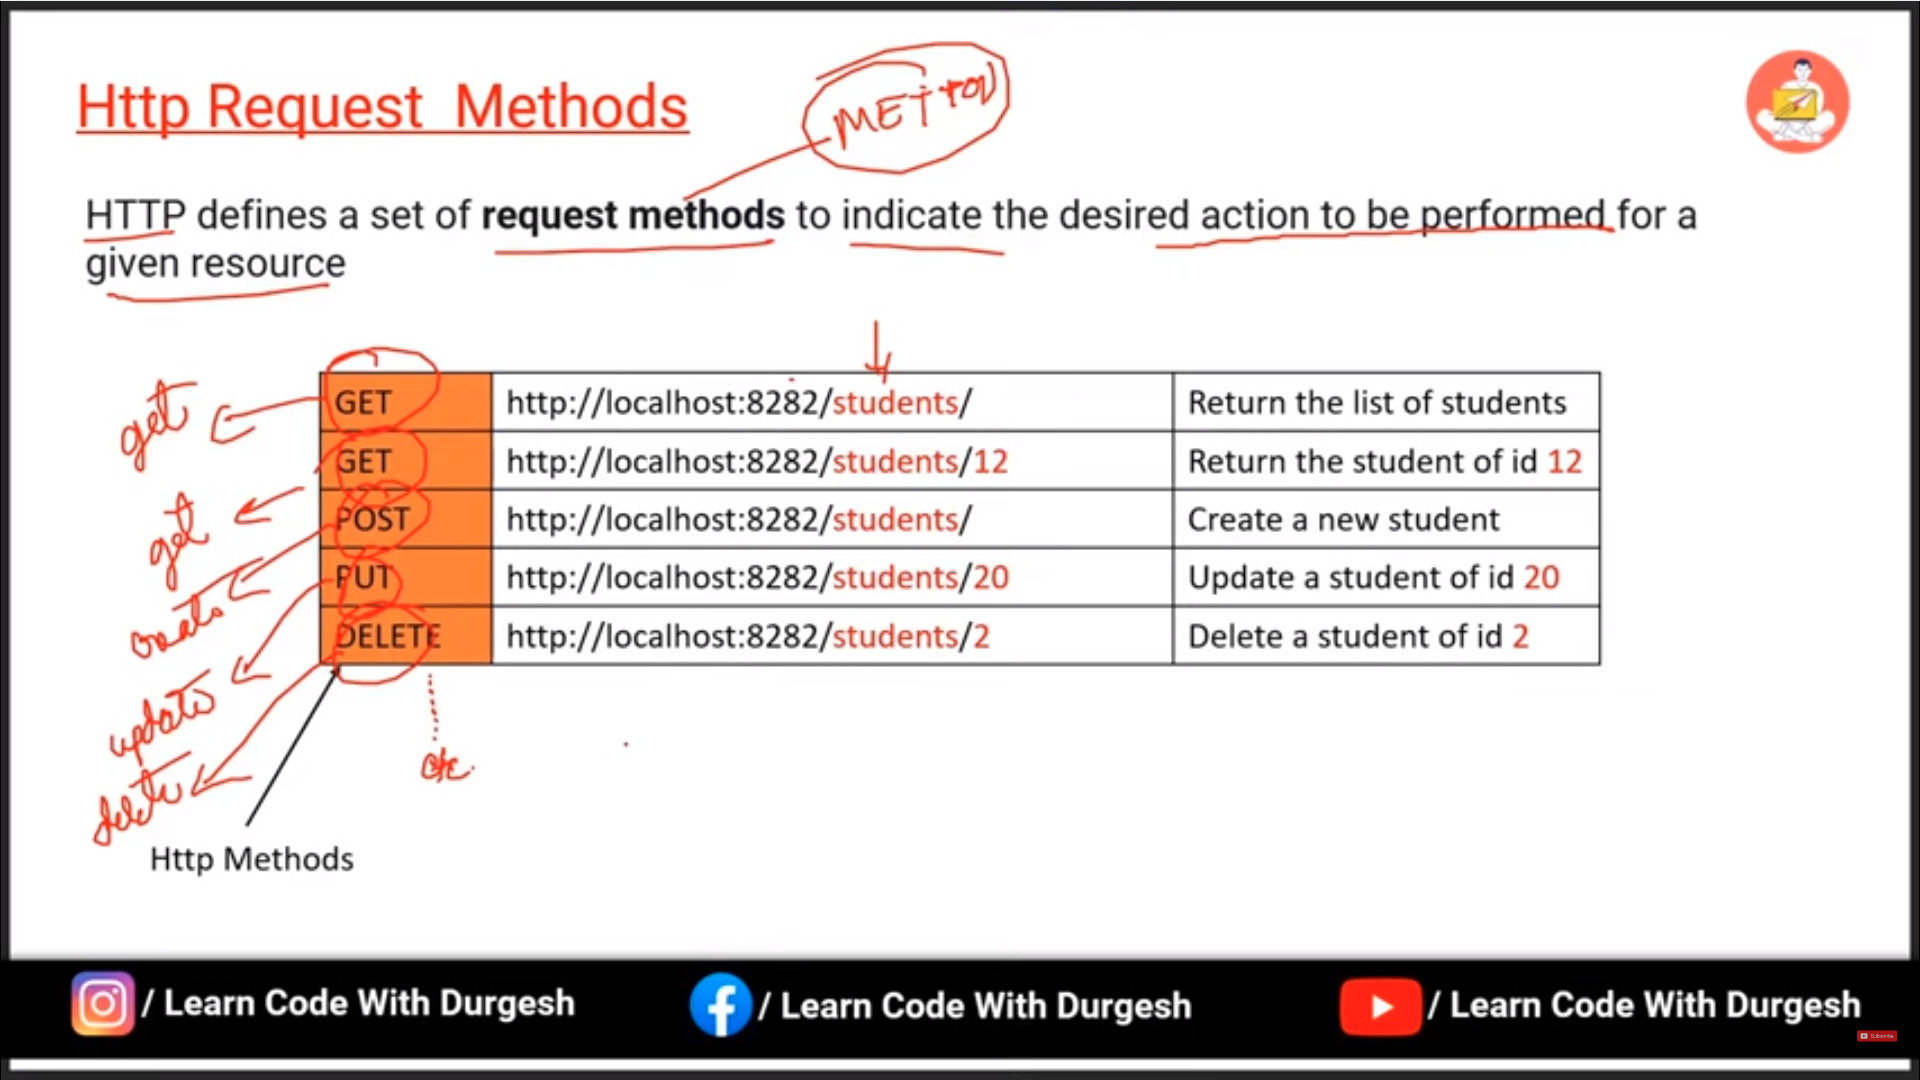 Http Request Methods
METHOD
HTTP defines a set of request methods to indicate the desired action to be performed for a
given resource
get
GET http://localhost:8282/students/ Return the list of students
get
GET http://localhost:8282/students/12 Return the student of id 12
POST http://localhost:8282/students/ Create a new student
create
PUT http://localhost:8282/students/20 Update a student of id 20
update
DELETE http://localhost:8282/students/2 Delete a student of id 2
delete
etc.
Http Methods
/ Learn Code With Durgesh
/ Learn Code With Durgesh
/ Learn Code With Durgesh
Subscribe